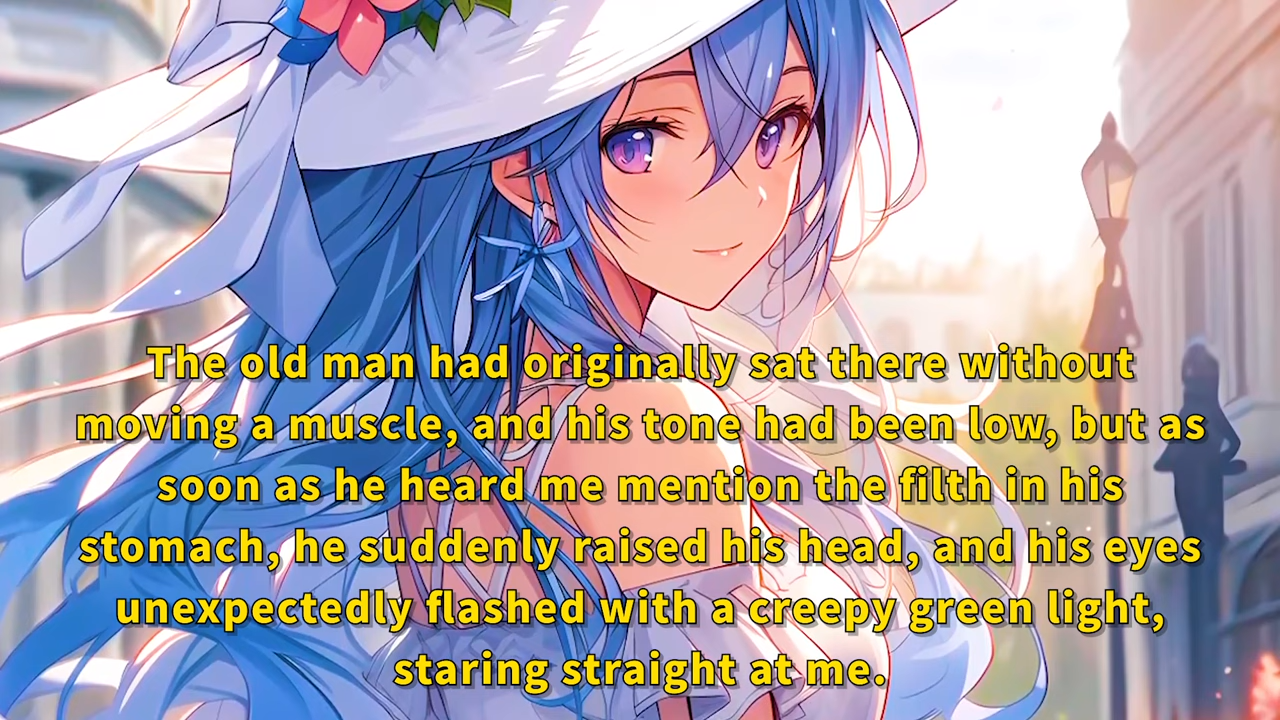 The old man had originally sat there without
moving a muscle, and his tone had been low, but as
soon as he heard me mention the filth in his
stomach, he suddenly raised his head, and his eyes
unexpectedly flashed with a creepy green light,
staring straight at me.